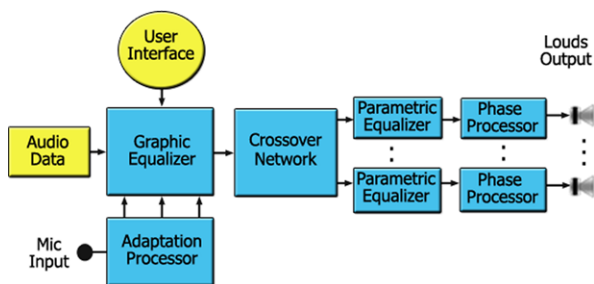 User
Interface
Louds
Output
Audio
Data
Graphic
Equalizer
Crossover
Network
Parametric
Equalizer
Phase
Processor
Parametric
Equalizer
Phase
Processor
Mic
Input
Adaptation
Processor